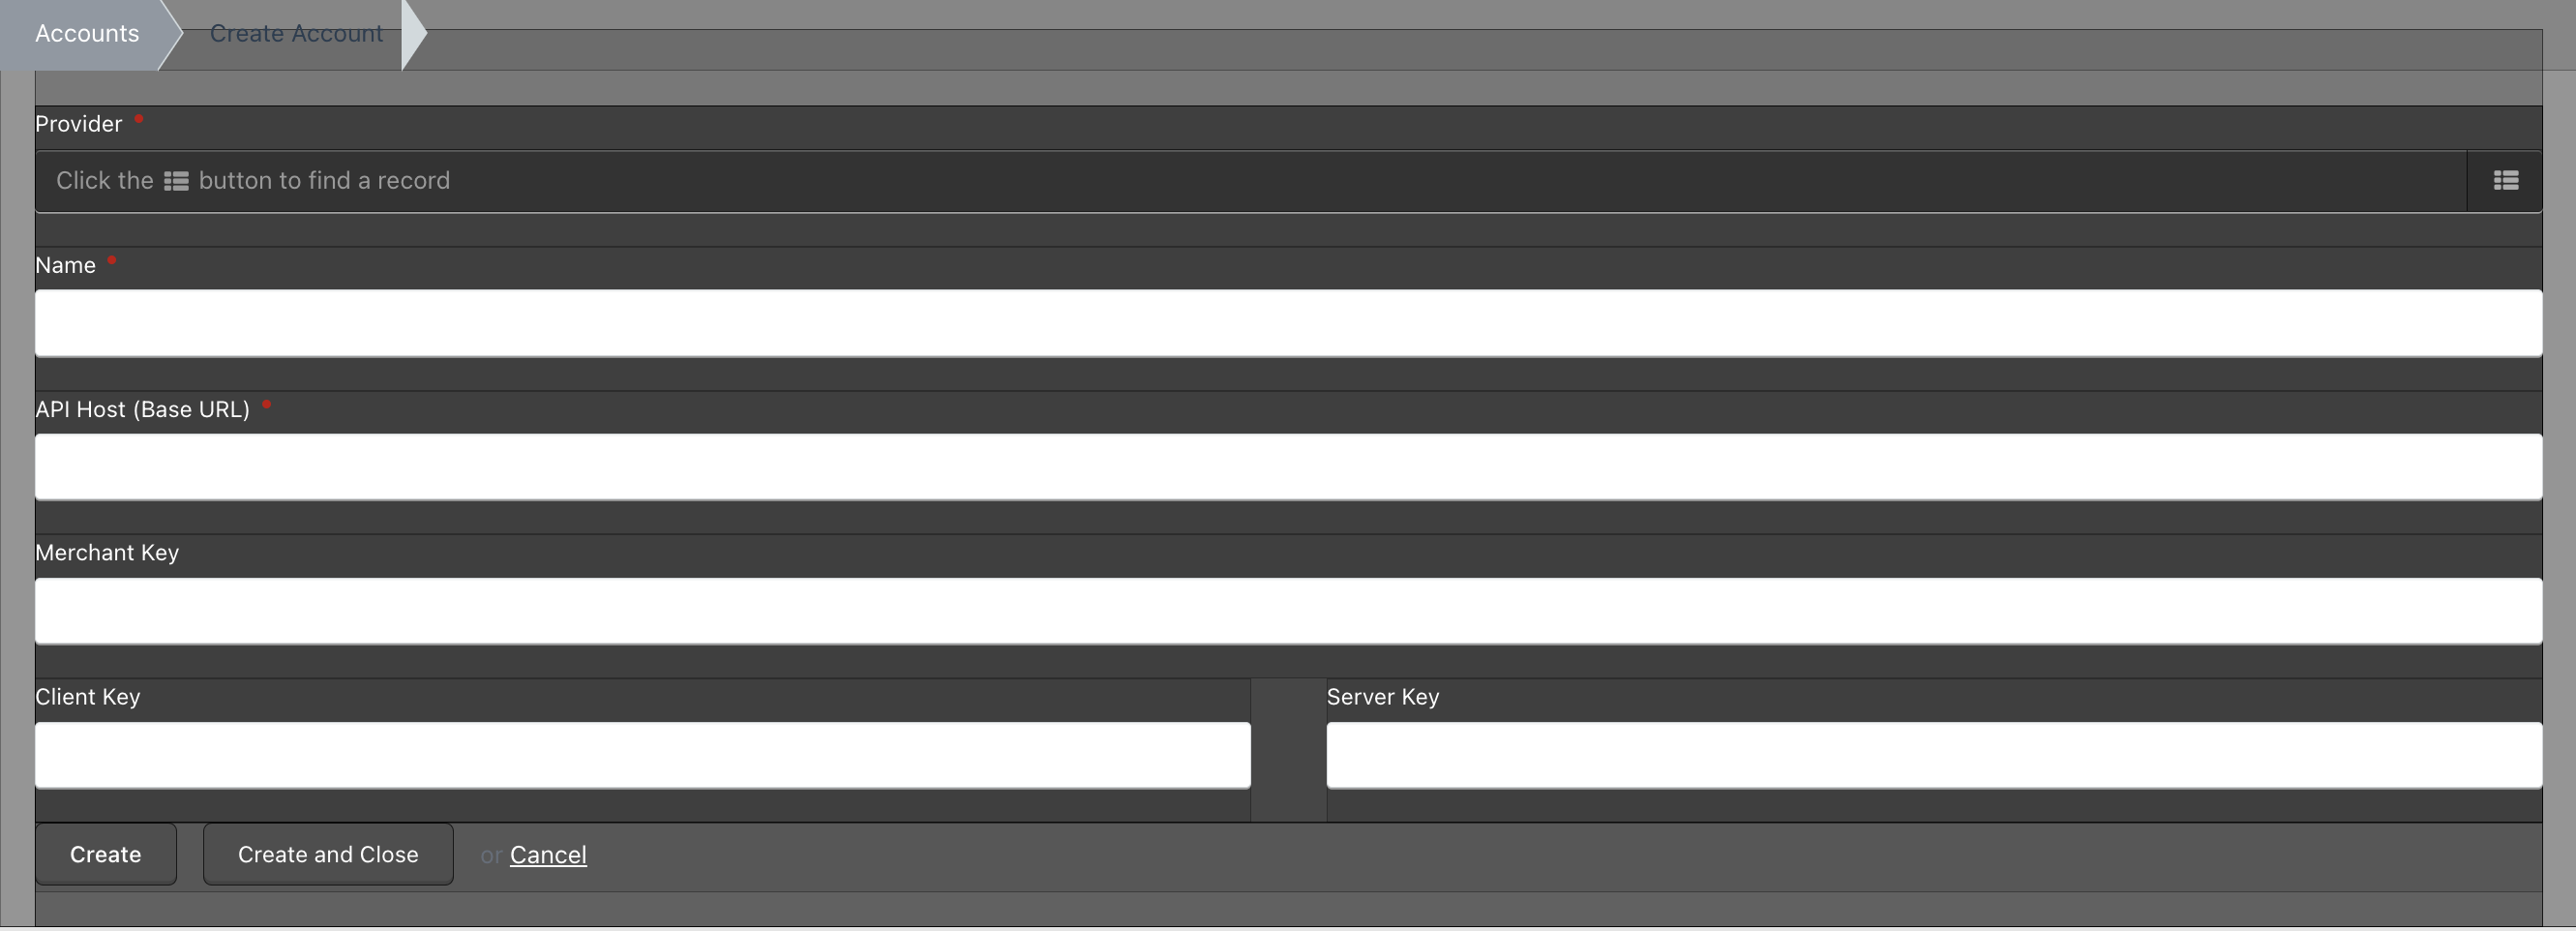 Accounts
Create Account
Provider
Click the button to find a record
Name
API Host (Base URL)
Merchant Key
Client Key
Server Key
Create
Create and Close
or Cancel